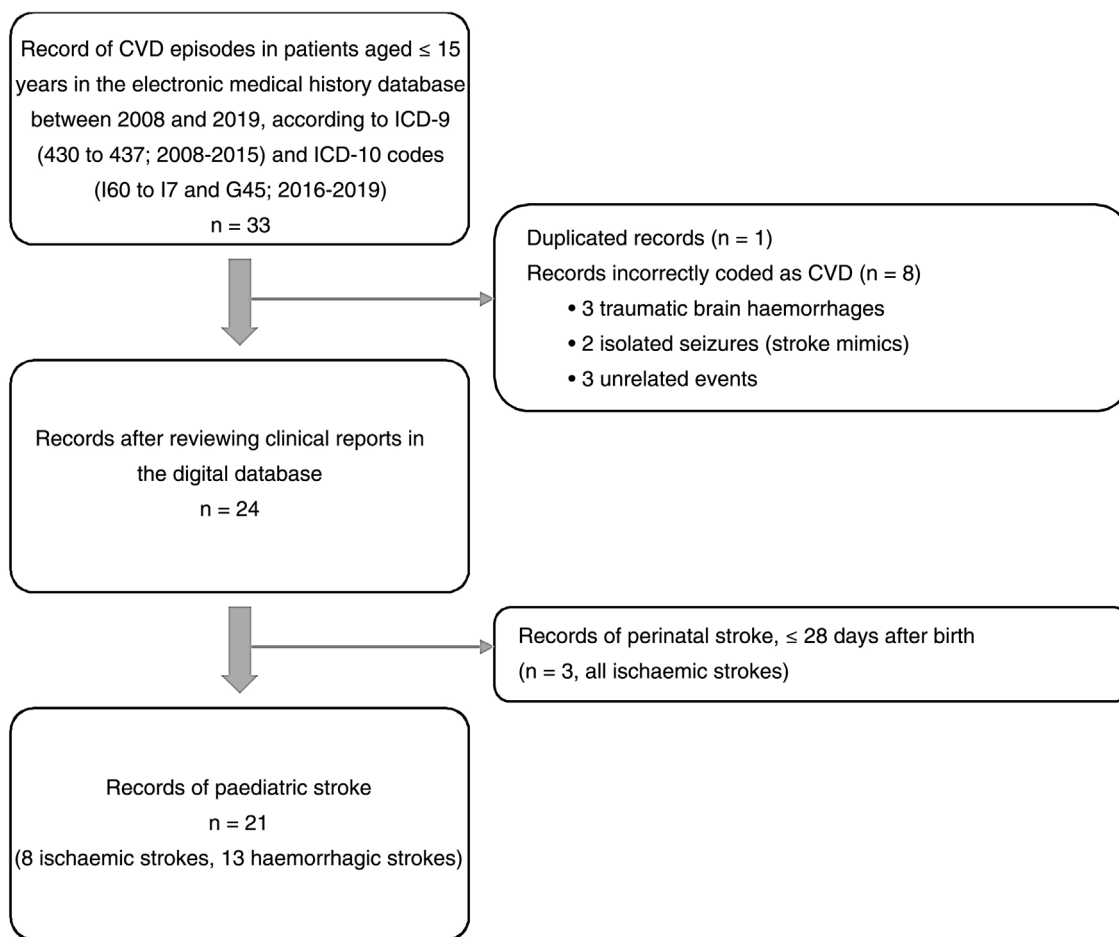 Record of CVD episodes in patients aged ≤ 15
years in the electronic medical history database
between 2008 and 2019, according to ICD-9
(430 to 437; 2008-2015) and ICD-10 codes
(I60 to I7 and G45; 2016-2019)
n = 33
Duplicated records (n = 1)
Records incorrectly coded as CVD (n = 8)
• 3 traumatic brain haemorrhages
• 2 isolated seizures (stroke mimics)
• 3 unrelated events
Records after reviewing clinical reports in
the digital database
n = 24
Records of perinatal stroke, ≤ 28 days after birth
(n = 3, all ischaemic strokes)
Records of paediatric stroke
n = 21
(8 ischaemic strokes, 13 haemorrhagic strokes)